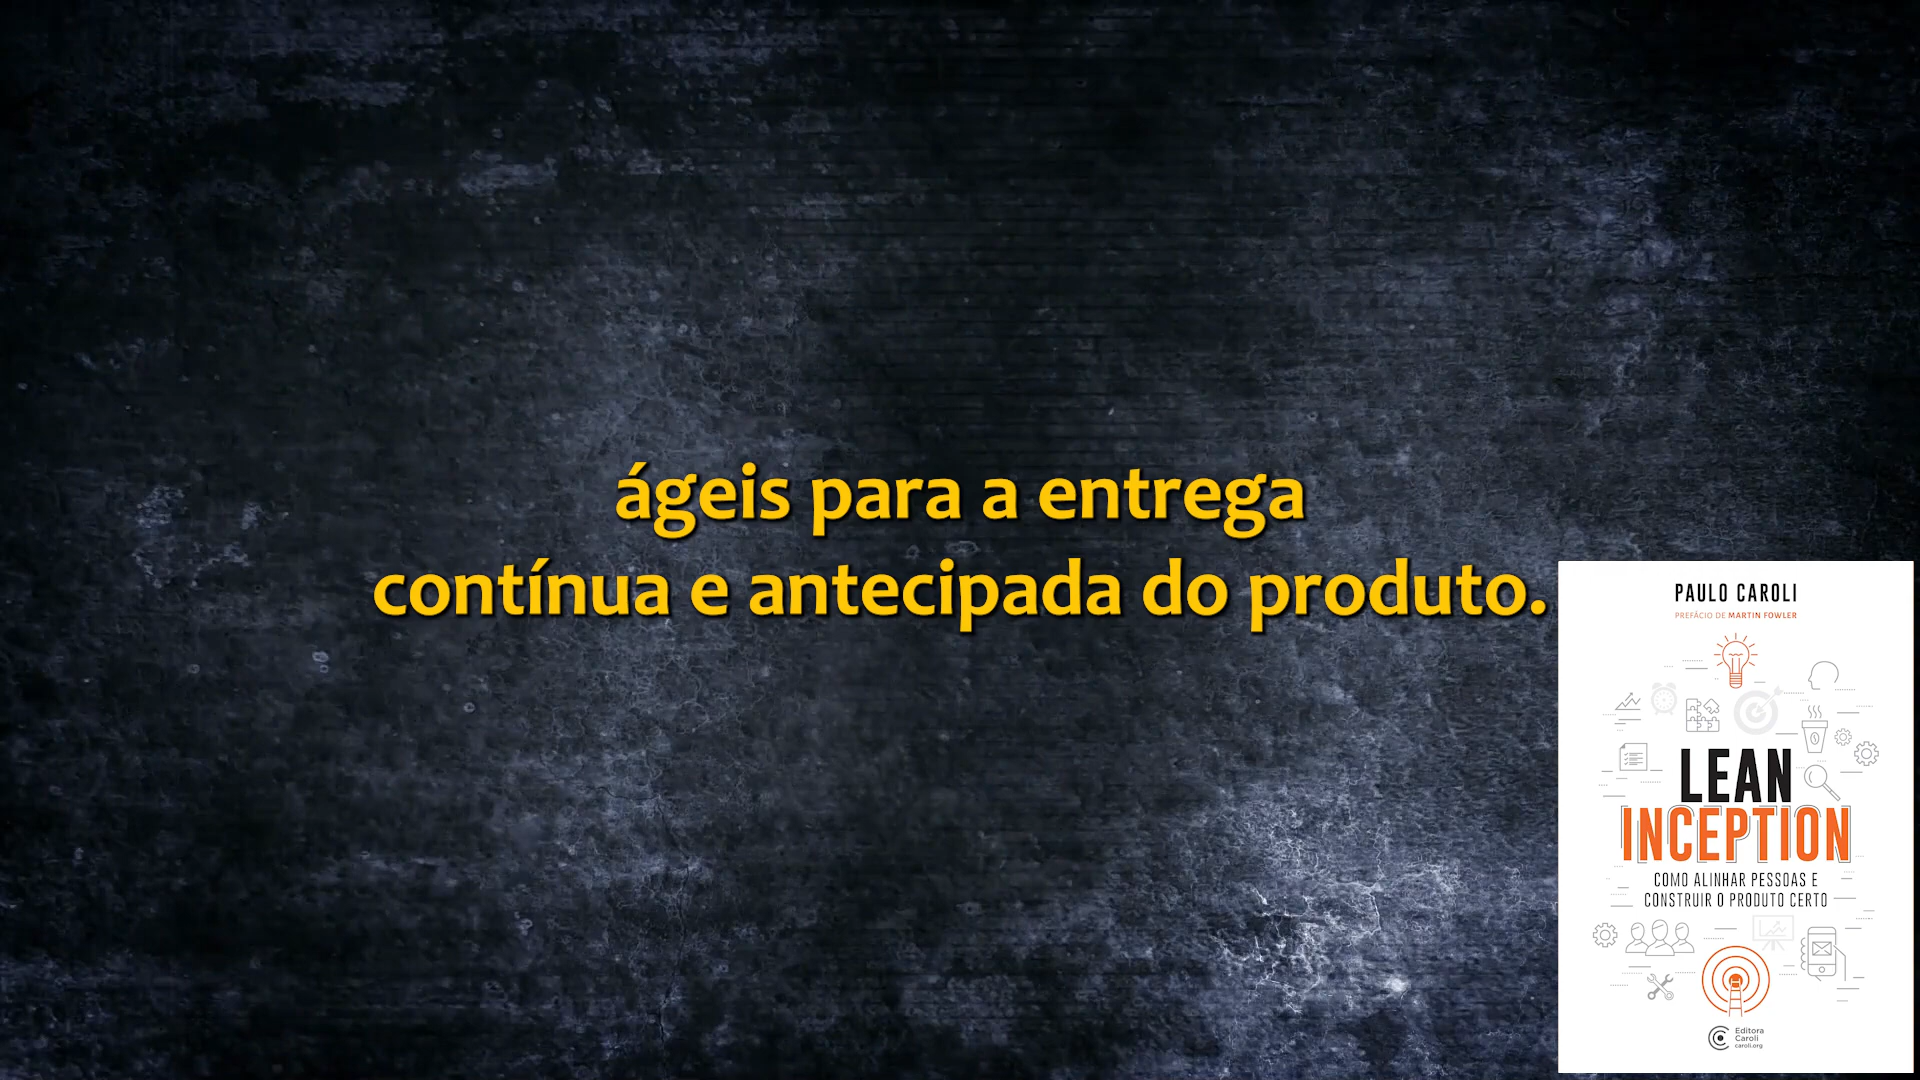 ágeis para a entrega
contínua e antecipada do produto.
PAULO CAROLI
PREFÁCIO DE MARTIN FOWLER
LEAN
INCEPTION
COMO ALINHAR PESSOAS E
CONSTRUIR O PRODUTO CERTO
Editora
Caroli
caroli.org